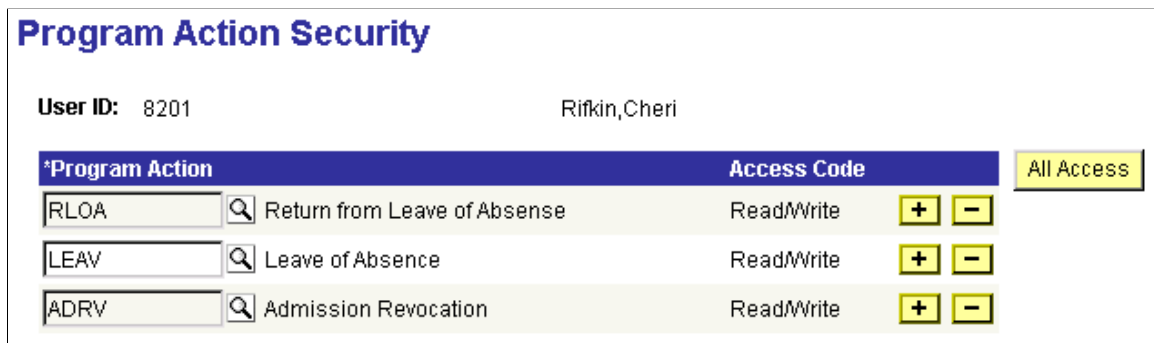 Program Action Security
User ID: 8201 Rifkin,Cheri
*Program Action Access Code All Access
RLOA Return from Leave of Absense Read/Write + −
LEAV Leave of Absence Read/Write + −
ADRV Admission Revocation Read/Write + −